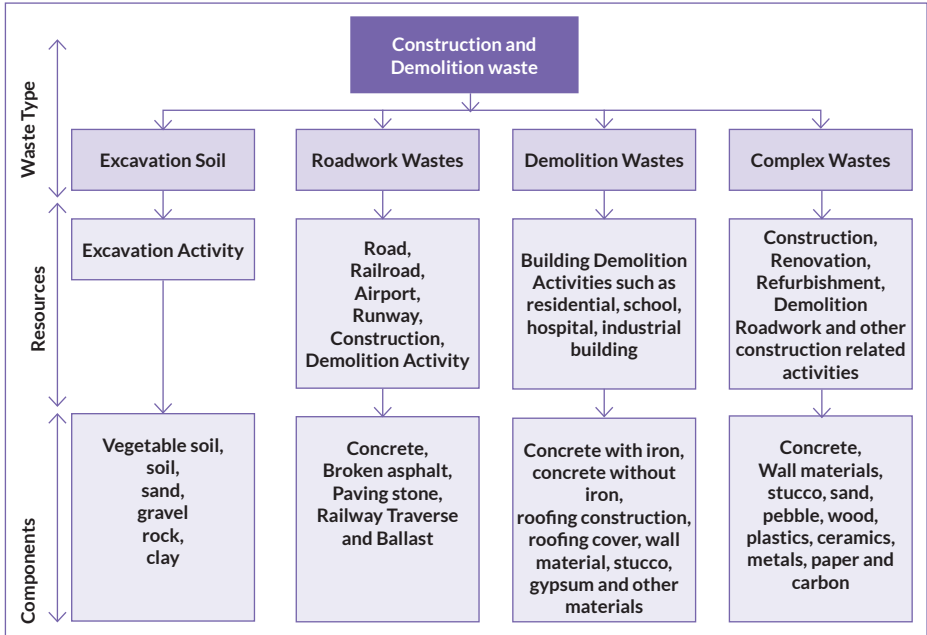 Construction and
Demolition waste
Waste Type
Excavation Soil
Roadwork Wastes
Demolition Wastes
Complex Wastes
Resources
Excavation Activity
Road,
Railroad,
Airport,
Runway,
Construction,
Demolition Activity
Building Demolition
Activities such as
residential, school,
hospital, industrial
building
Construction,
Renovation,
Refurbishment,
Demolition
Roadwork and other
construction related
activities
Components
Vegetable soil,
soil,
sand,
gravel
rock,
clay
Concrete,
Broken asphalt,
Paving stone,
Railway Traverse
and Ballast
Concrete with iron,
concrete without
iron,
roofing construction,
roofing cover, wall
material, stucco,
gypsum and other
materials
Concrete,
Wall materials,
stucco, sand,
pebble, wood,
plastics, ceramics,
metals, paper and
carbon